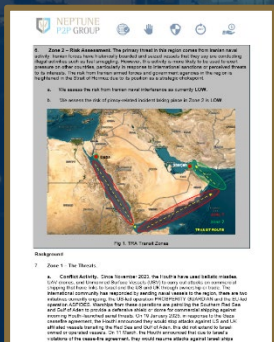 NEPTUNE
P2P GROUP
6. Zone 2 – Risk Assessment. The primary threat in this region comes from Iranian naval
activity. Iranian forces have historically boarded and seized vessels that they say are conducting
illegal activities such as fuel smuggling. However, this activity is more likely to be used to exert
pressure on other countries, particularly in response to international sanctions or perceived threats
to its interests. The risk from Iranian armed forces and government agencies in the region is
heightened in the Strait of Hormuz due to its position as a strategic chokepoint.
a. We assess the risk from Iranian naval interference as currently LOW.
b. We assess the risk of piracy-related incident taking place in Zone 2 is LOW.
Fig 1: TRA Transit Zones
Background
7. Zone 1 – The Threats
a. Conflict Activity. Since November 2023, the Houthis have used ballistic missiles,
UAV drones, and Unmanned Surface Vessels (USV) to carry out attacks on commercial
shipping that have links to Israel or the US and UK through ownership or flags. The
international community has responded by sending naval vessels to the region, there are two
initiatives currently ongoing, the US-led operation PROSPERITY GUARDIAN and the EU-led
operation ASPIDES. Warships from these operations are patrolling the Southern Red Sea
and Gulf of Aden to provide a defensive shield or dome for commercial shipping against
incoming Houthi-launched aerial threats. On 19 January 2025, in response to the Gaza
ceasefire agreement, the Houthi announced they would stop attacks against US and UK
affiliated vessels transiting the Red Sea and Gulf of Aden, this did not extend to Israeli
owned or operated vessels. On 11 March, the Houthi announced that due to Israel's
violations of the ceasefire agreement, they would resume attacks against Israeli ships